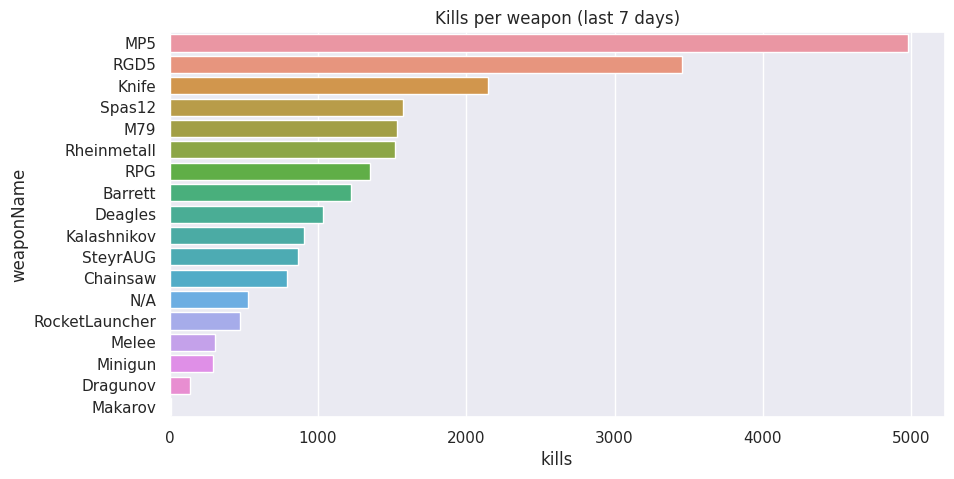 Kills per weapon (last 7 days)
weaponName
MP5
RGD5
Knife
Spas12
M79
Rheinmetall
RPG
Barrett
Deagles
Kalashnikov
SteyrAUG
Chainsaw
N/A
RocketLauncher
Melee
Minigun
Dragunov
Makarov
0 1000 2000 3000 4000 5000
kills